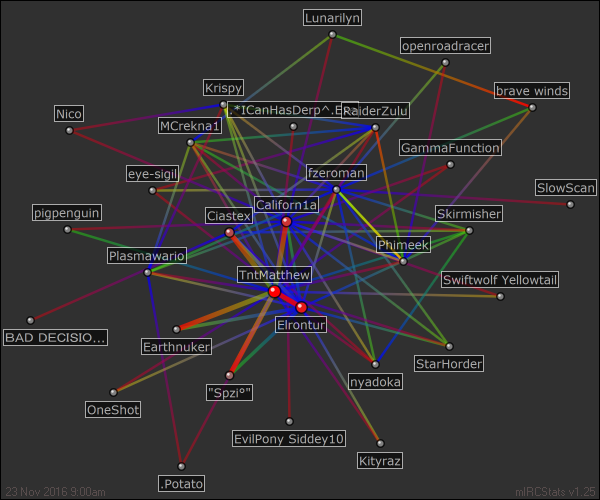 Lunarilyn
openroadracer
Krispy
brave winds
.*ICanHasDerp^.E
RaiderZulu
Nico
MCrekna1
GammaFunction
eye-sigil
fzeroman
SlowScan
Californ1a
pigpenguin
Ciastex
Skirmisher
Phimeek
Plasmawario
TntMatthew
Swiftwolf Yellowtail
Elrontur
BAD DECISIO...
Earthnuker
StarHorder
nyadoka
"Spzi°"
OneShot
EvilPony Siddey10
Kityraz
.Potato
23 Nov 2016 9:00am
mIRCStats v1.25